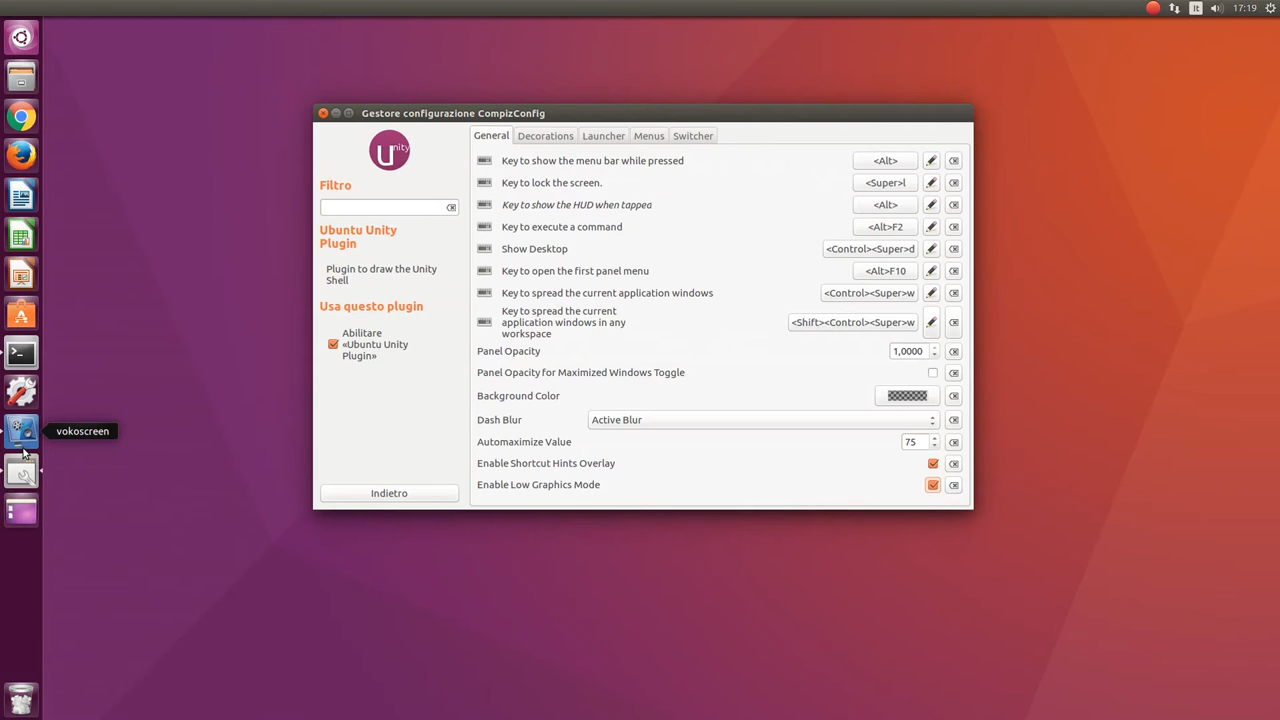 It
17:19
Gestore configurazione CompizConfig
Unity
Filtro
Ubuntu Unity
Plugin
Plugin to draw the Unity
Shell
Usa questo plugin
Abilitare
«Ubuntu Unity
Plugin»
Indietro
General
Decorations
Launcher
Menus
Switcher
Key to show the menu bar while pressed
<Alt>
Key to lock the screen.
<Super>l
Key to show the HUD when tapped
<Alt>
Key to execute a command
<Alt>F2
Show Desktop
<Control><Super>d
Key to open the first panel menu
<Alt>F10
Key to spread the current application windows
<Control><Super>w
Key to spread the current
application windows in any
workspace
<Shift><Control><Super>w
Panel Opacity
1,0000
Panel Opacity for Maximized Windows Toggle
Background Color
Dash Blur
Active Blur
Automaximize Value
75
Enable Shortcut Hints Overlay
Enable Low Graphics Mode
vokoscreen